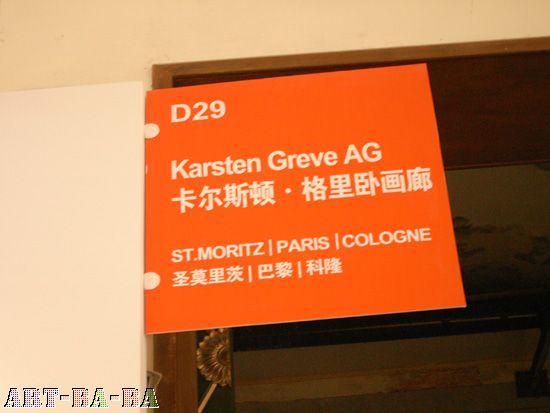 D29
Karsten Greve AG
卡尔斯顿·格里卧画廊
ST.MORITZ | PARIS | COLOGNE
圣莫里茨 | 巴黎 | 科隆
ART-BA-BA